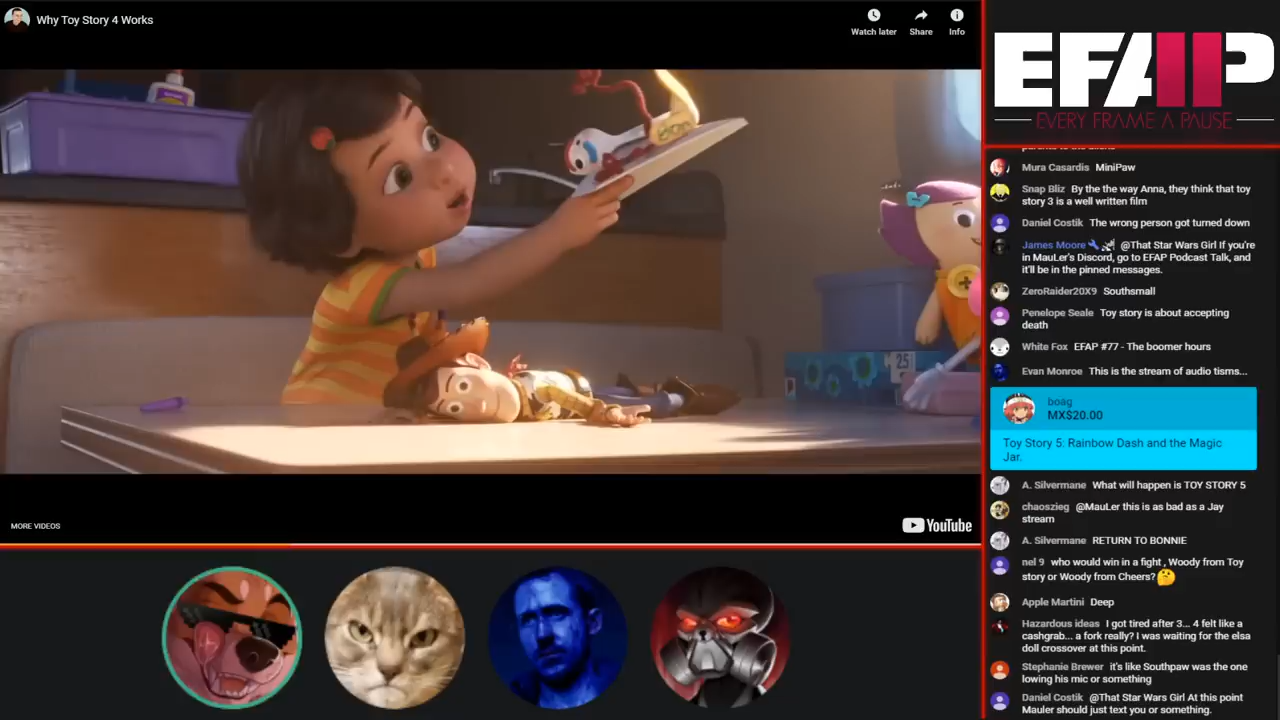 Why Toy Story 4 Works
Watch later
Share
Info
25
MORE VIDEOS
YouTube
EFAP
EVERY FRAME A PAUSE
parents to the aliens
Mura Casardis MiniPaw
Snap Bliz By the the way Anna, they think that toy
story 3 is a well written film
Daniel Costik The wrong person got turned down
James Moore @That Star Wars Girl If you're
in MauLer's Discord, go to EFAP Podcast Talk, and
it'll be in the pinned messages.
ZeroRaider20X9 Southsmall
Penelope Seale Toy story is about accepting
death
White Fox EFAP #77 - The boomer hours
Evan Monroe This is the stream of audio tisms...
boág
MX$20.00
Toy Story 5: Rainbow Dash and the Magic
Jar.
A. Silvermane What will happen is TOY STORY 5
chaoszieg @MauLer this is as bad as a Jay
stream
A. Silvermane RETURN TO BONNIE
nel 9 who would win in a fight , Woody from Toy
story or Woody from Cheers?🤔
Apple Martini Deep
Hazardous ideas I got tired after 3... 4 felt like a
cashgrab... a fork really? I was waiting for the elsa
doll crossover at this point.
Stephanie Brewer it's like Southpaw was the one
lowing his mic or something
Daniel Costik @That Star Wars Girl At this point
Mauler should just text you or something.